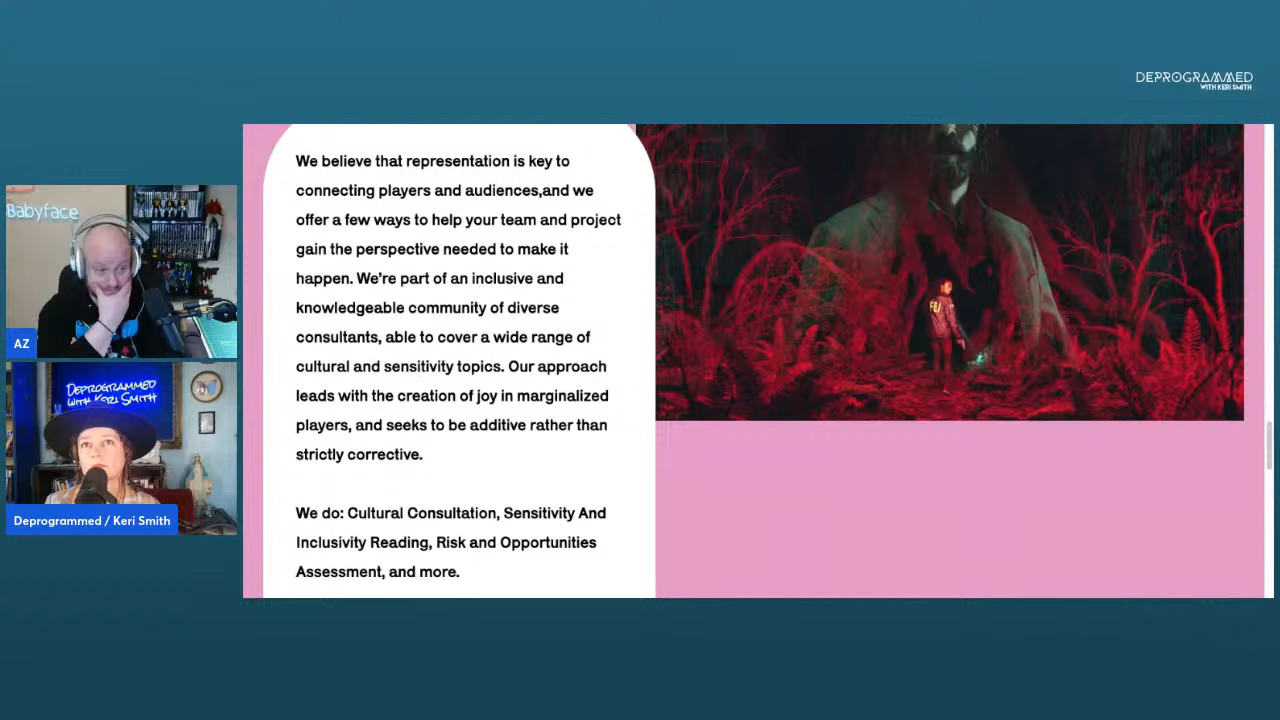 DEPROGRAMMED
WITH KERI SMITH
We believe that representation is key to
connecting players and audiences,and we
offer a few ways to help your team and project
gain the perspective needed to make it
happen. We’re part of an inclusive and
knowledgeable community of diverse
consultants, able to cover a wide range of
cultural and sensitivity topics. Our approach
leads with the creation of joy in marginalized
players, and seeks to be additive rather than
strictly corrective.
We do: Cultural Consultation, Sensitivity And
Inclusivity Reading, Risk and Opportunities
Assessment, and more.
Babyface
AZ
DEPROGRAMMED
WITH KERI SMITH
Deprogrammed / Keri Smith